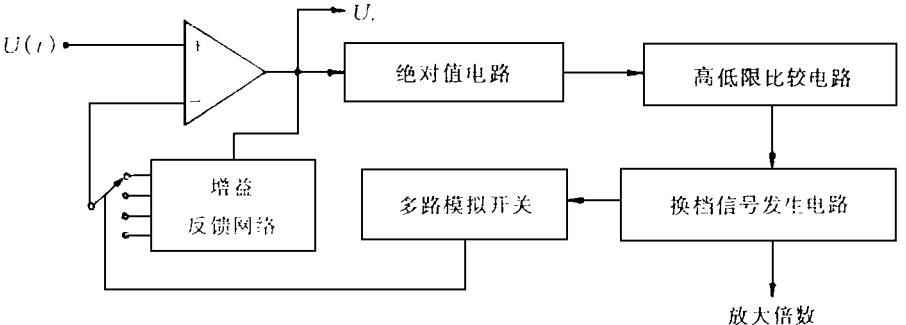 U.
U(t)
+
绝对值电路
高低限比较电路
−
增益
反馈网络
多路模拟开关
换档信号发生电路
放大倍数